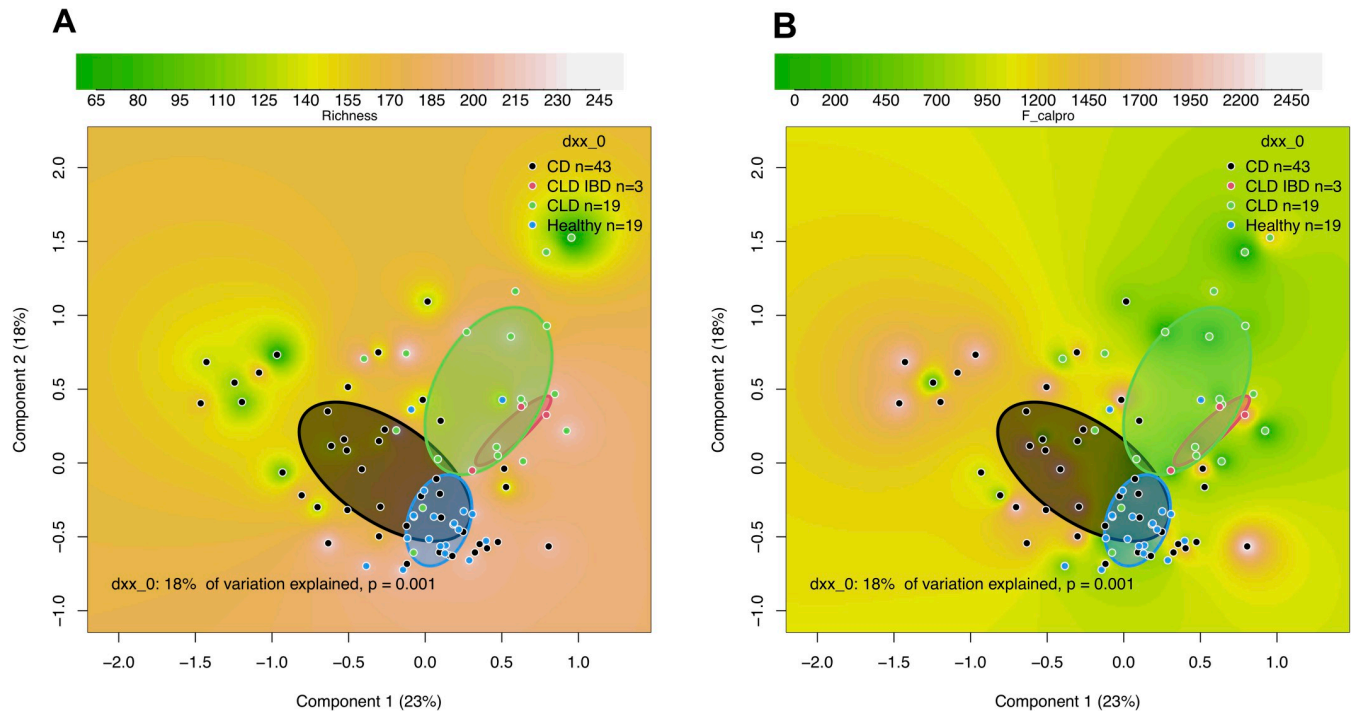 A
65 80 95 110 125 140 155 170 185 200 215 230 245
Richness
dxx_0
CD n=43
CLD IBD n=3
CLD n=19
Healthy n=19
2.0
1.5
1.0
0.5
0.0
−0.5
−1.0
Component 2 (18%)
dxx_0: 18% of variation explained, p = 0.001
−2.0 −1.5 −1.0 −0.5 0.0 0.5 1.0
Component 1 (23%)
B
0 200 450 700 950 1200 1450 1700 1950 2200 2450
F_calpro
dxx_0
CD n=43
CLD IBD n=3
CLD n=19
Healthy n=19
2.0
1.5
1.0
0.5
0.0
−0.5
−1.0
Component 2 (18%)
dxx_0: 18% of variation explained, p = 0.001
−2.0 −1.5 −1.0 −0.5 0.0 0.5 1.0
Component 1 (23%)